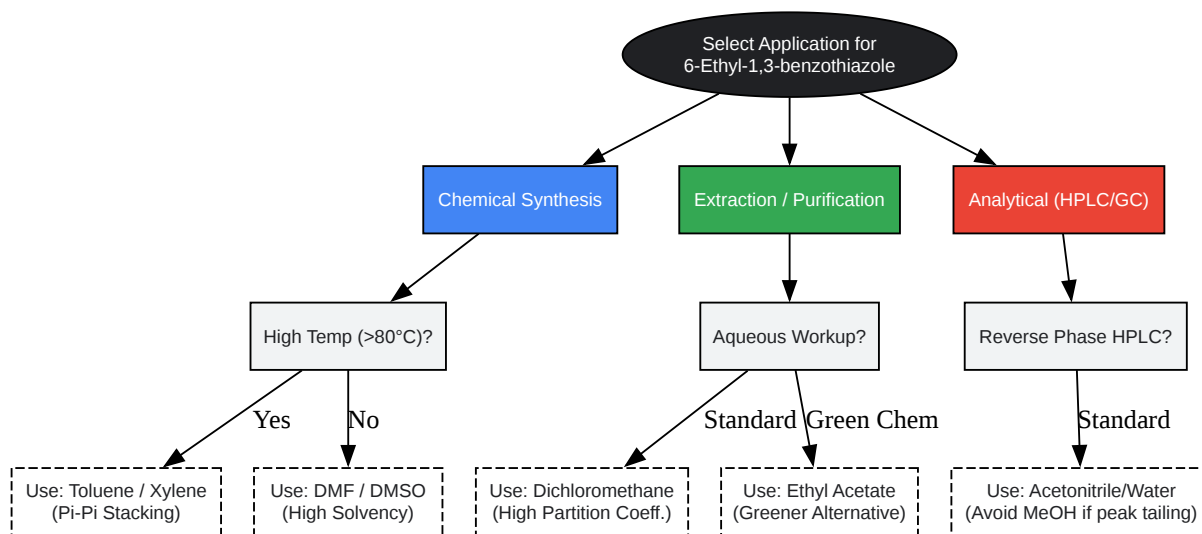 Select Application for
6-Ethyl-1,3-benzothiazole
Chemical Synthesis
Extraction / Purification
Analytical (HPLC/GC)
High Temp (>80°C)?
Aqueous Workup?
Reverse Phase HPLC?
Yes
No
Standard
Green Chem
Standard
Use: Toluene / Xylene
(Pi-Pi Stacking)
Use: DMF / DMSO
(High Solvency)
Use: Dichloromethane
(High Partition Coeff.)
Use: Ethyl Acetate
(Greener Alternative)
Use: Acetonitrile/Water
(Avoid MeOH if peak tailing)